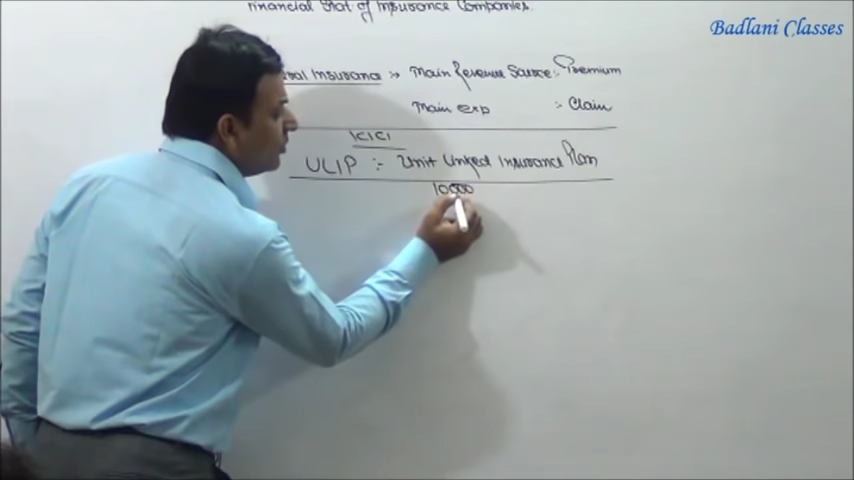 Badlani Classes
Financial Stat of Insurance Companies.
ral Insurance :- Main Revenue Source :- Premium
Main exp :- Claim
ICICI
ULIP :- Unit Linked Insurance Plan
10000